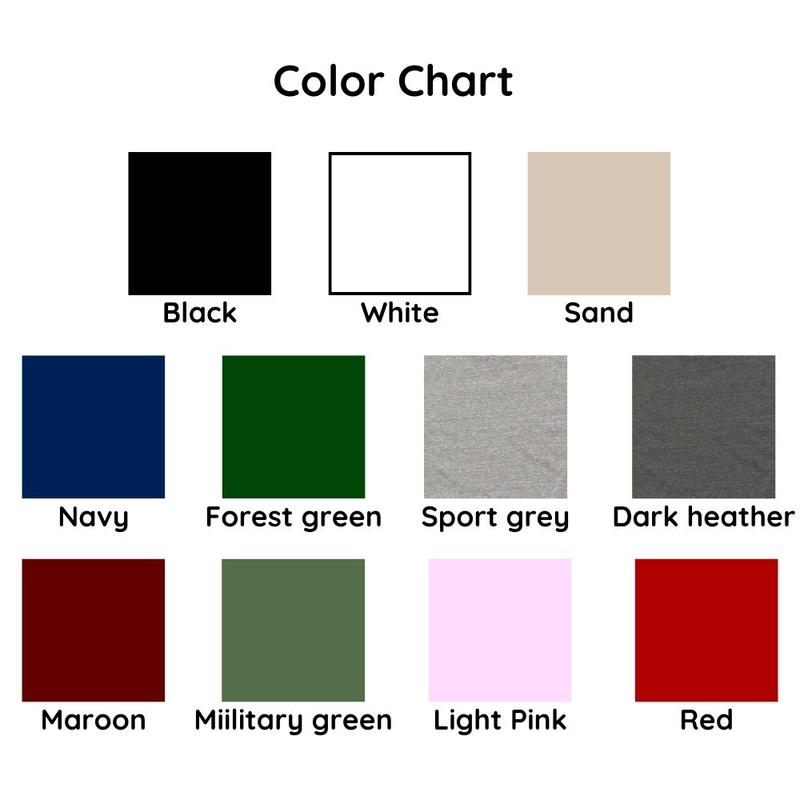 Color Chart
Black White Sand
Navy Forest green Sport grey Dark heather
Maroon Miilitary green Light Pink Red